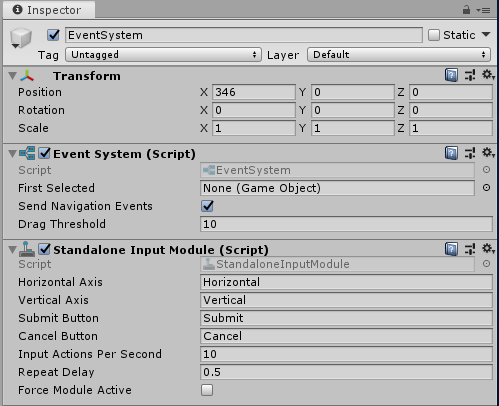 Inspector
EventSystem Static
Tag Untagged Layer Default
Transform
Position X 346 Y 0 Z 0
Rotation X 0 Y 0 Z 0
Scale X 1 Y 1 Z 1
Event System (Script)
Script EventSystem
First Selected None (Game Object)
Send Navigation Events
Drag Threshold 10
Standalone Input Module (Script)
Script StandaloneInputModule
Horizontal Axis Horizontal
Vertical Axis Vertical
Submit Button Submit
Cancel Button Cancel
Input Actions Per Second 10
Repeat Delay 0.5
Force Module Active